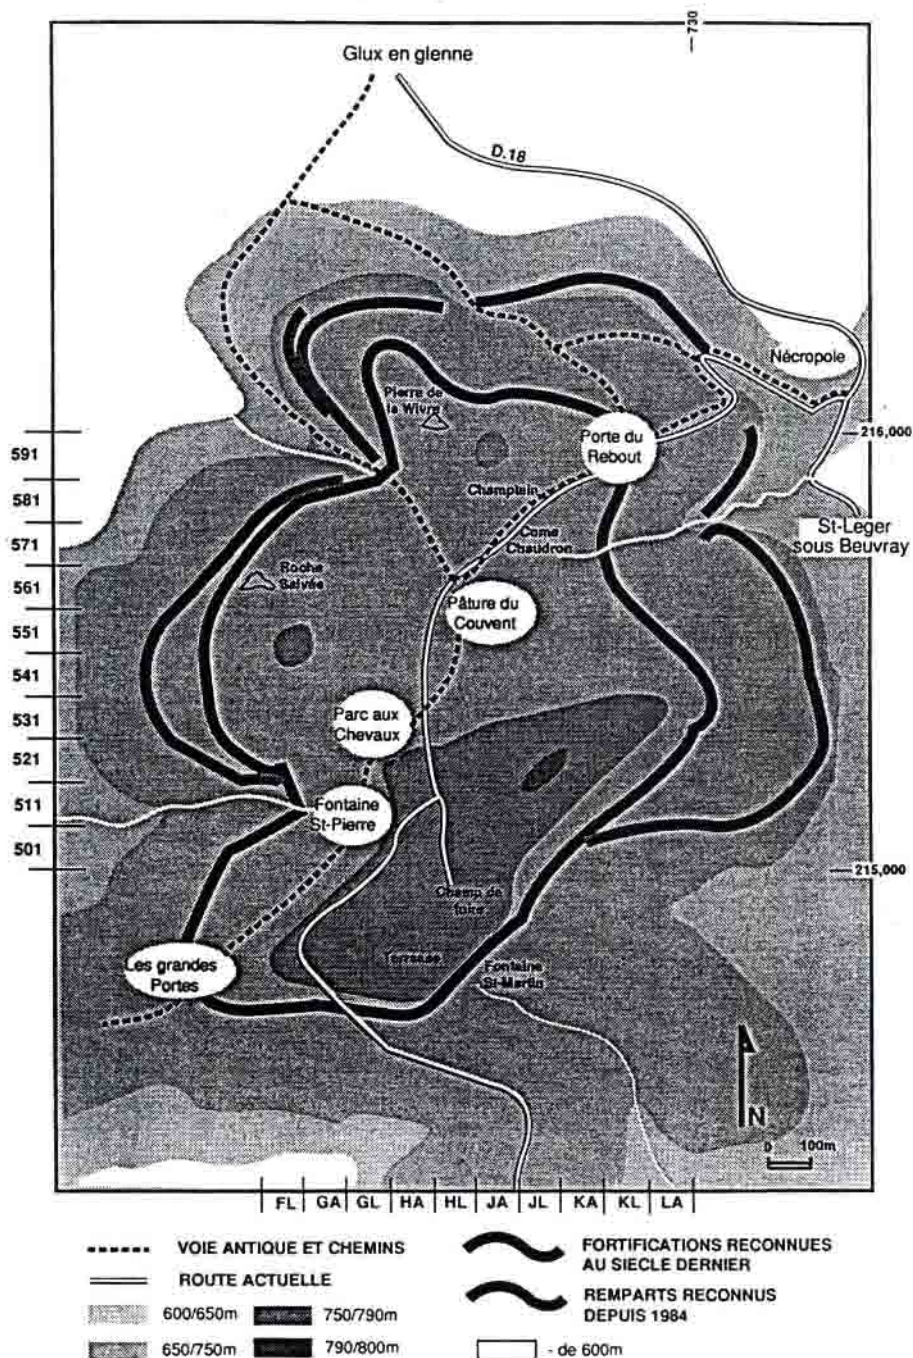 730
Glux en glenne
D.18
Nécropole
Pierre de
la Wivre
Porte du
Rebout
216,000
591
581
571
561
551
541
531
521
511
501
Champlain
Come
Chaudron
St-Leger
sous Beuvray
Roche
Salvée
Pâture du
Couvent
Parc aux
Chevaux
Fontaine
St-Pierre
215,000
Champ de
foire
Les grandes
Portes
Terrasse
Fontaine
St-Martin
N
0 100m
FL GA GL HA HL JA JL KA KL LA
VOIE ANTIQUE ET CHEMINS
ROUTE ACTUELLE
600/650m
750/790m
650/750m
790/800m
FORTIFICATIONS RECONNUES
AU SIECLE DERNIER
REMPARTS RECONNUS
DEPUIS 1984
- de 600m